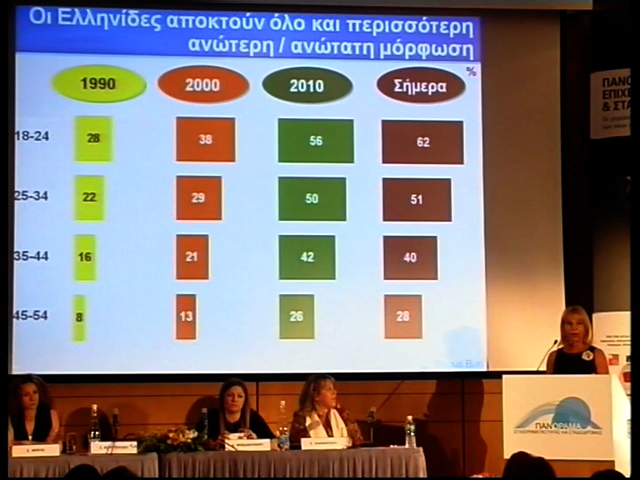 Οι Ελληνίδες αποκτούν όλο και περισσότερη
ανώτερη / ανώτατη μόρφωση
%
1990 2000 2010 Σήμερα
18-24 28 38 56 62
25-34 22 29 50 51
35-44 16 21 42 40
45-54 8 13 26 28
ΠΑΝΟ
ΕΠΙΧΕ
& ΣΤΑ
ΠΑΝΟΡΑΜΑ